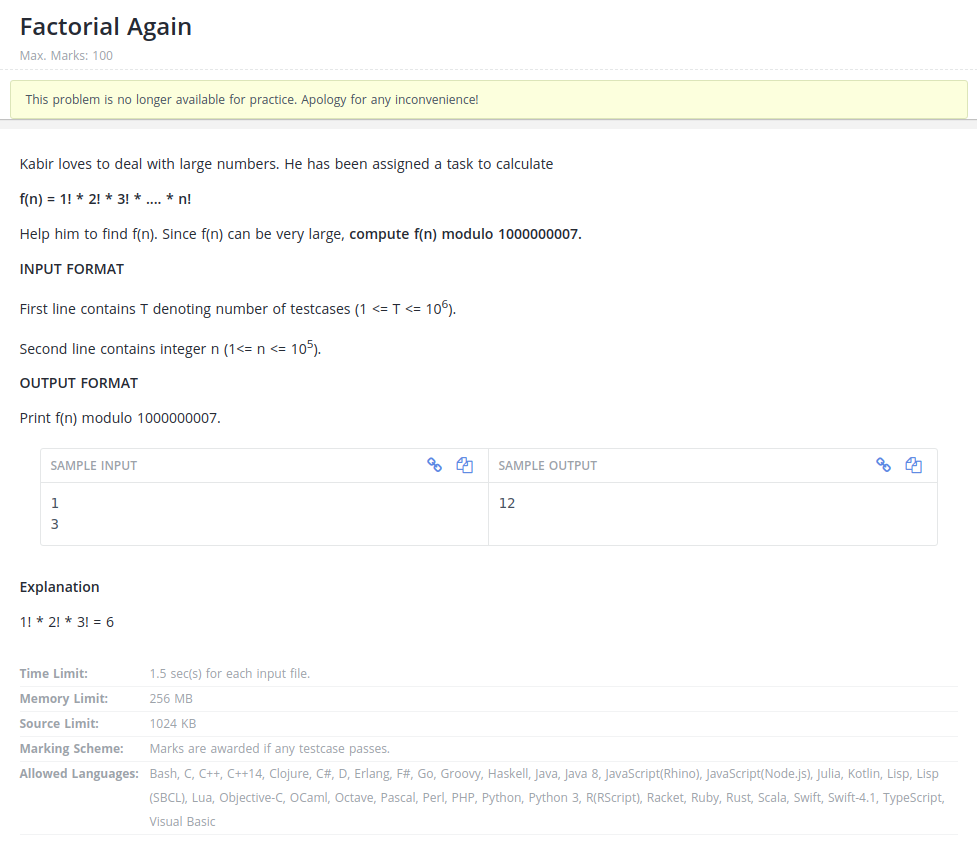 Factorial Again
Max. Marks: 100
This problem is no longer available for practice. Apology for any inconvenience!
Kabir loves to deal with large numbers. He has been assigned a task to calculate
f(n) = 1! * 2! * 3! * .... * n!
Help him to find f(n). Since f(n) can be very large, compute f(n) modulo 1000000007.
INPUT FORMAT
First line contains T denoting number of testcases (1 <= T <= 10^6).
Second line contains integer n (1<= n <= 10^5).
OUTPUT FORMAT
Print f(n) modulo 1000000007.
SAMPLE INPUT
SAMPLE OUTPUT
1
3
12
Explanation
1! * 2! * 3! = 6
Time Limit: 1.5 sec(s) for each input file.
Memory Limit: 256 MB
Source Limit: 1024 KB
Marking Scheme: Marks are awarded if any testcase passes.
Allowed Languages: Bash, C, C++, C++14, Clojure, C#, D, Erlang, F#, Go, Groovy, Haskell, Java, Java 8, JavaScript(Rhino), JavaScript(Node.js), Julia, Kotlin, Lisp, Lisp
(SBCL), Lua, Objective-C, OCaml, Octave, Pascal, Perl, PHP, Python, Python 3, R(RScript), Racket, Ruby, Rust, Scala, Swift, Swift-4.1, TypeScript,
Visual Basic